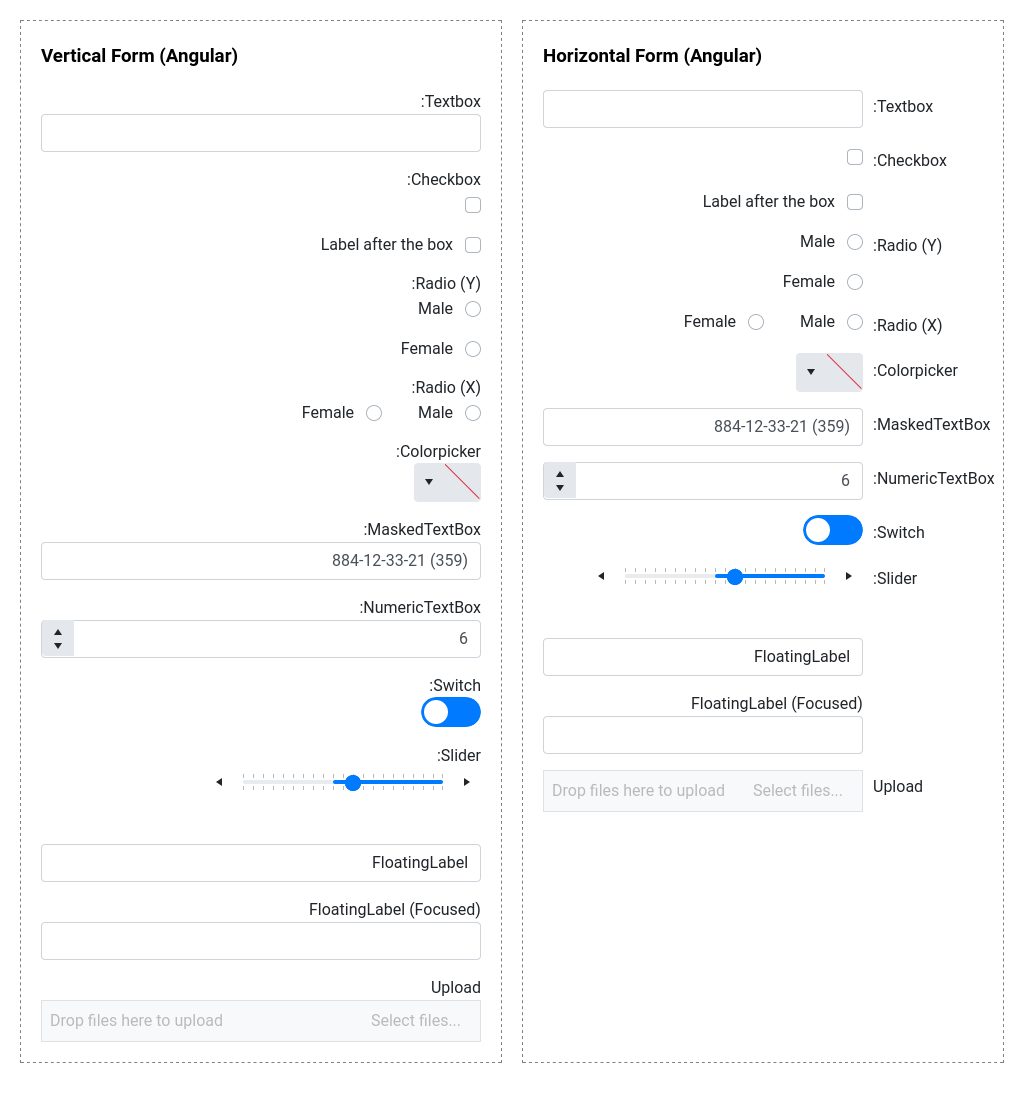 Vertical Form (Angular)
:Textbox
:Checkbox
Label after the box
:Radio (Y)
Male
Female
:Radio (X)
Female Male
:Colorpicker
:MaskedTextBox
884-12-33-21 (359)
:NumericTextBox
6
:Switch
:Slider
FloatingLabel
FloatingLabel (Focused)
Upload
Drop files here to upload Select files...
Horizontal Form (Angular)
:Textbox
:Checkbox
Label after the box
Male :Radio (Y)
Female
Female Male :Radio (X)
:Colorpicker
884-12-33-21 (359) :MaskedTextBox
6 :NumericTextBox
:Switch
:Slider
FloatingLabel
FloatingLabel (Focused)
Drop files here to upload Select files... Upload